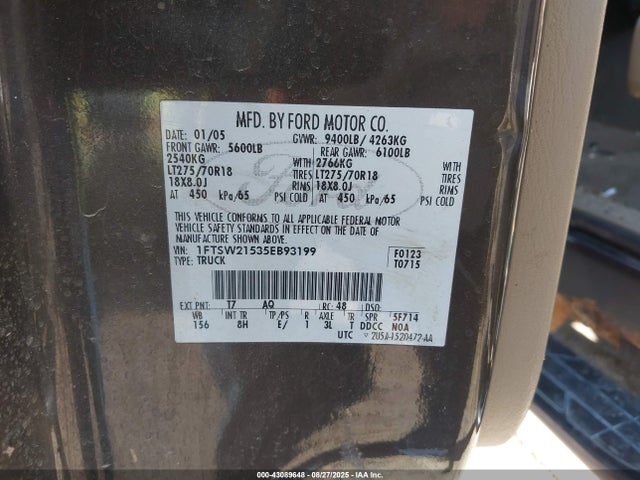 MFD. BY FORD MOTOR CO.
DATE 01/05 GVWR: 9400LB/ 4263KG
FRONT GAWR: 5600LB REAR GAWR: 6100LB
2540KG WITH 2766KG WITH
LT275/70R18 TIRES LT275/70R18 TIRES
18X8.0J RIMS 18X8.0J RIMS
AT 450 kPa/65 PSI COLD AT 450 kPa/65 PSI COLD
THIS VEHICLE CONFORMS TO ALL APPLICABLE FEDERAL MOTOR
VEHICLE SAFETY STANDARDS IN EFFECT ON THE DATE OF
MANUFACTURE SHOWN ABOVE.
VIN: 1FTSW21535EB93199 F0123
TYPE: TRUCK T0715
EXT PNT: T7 AQ RC: 48 DSO:
WB INT TR TP/PS R AXLE TR SPR 5F714
156 8H E/ 1 3L T DDCC NOA
UTC 2U5A-1520472-AA
Ford
000-43089648 - 08/27/2025 - IAA Inc.